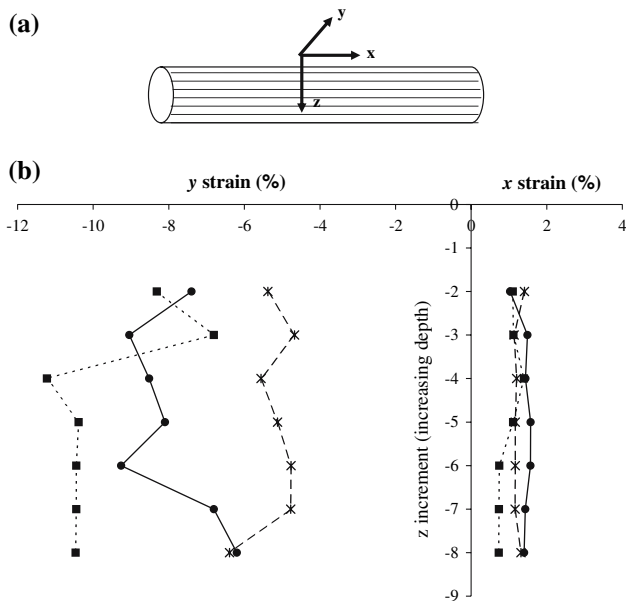 (a)
y
x
z
(b)
y strain (%)
x strain (%)
-12 -10 -8 -6 -4 -2 0 2 4
0
-1
-2
-3
-4
-5
-6
-7
-8
-9
z increment (increasing depth)